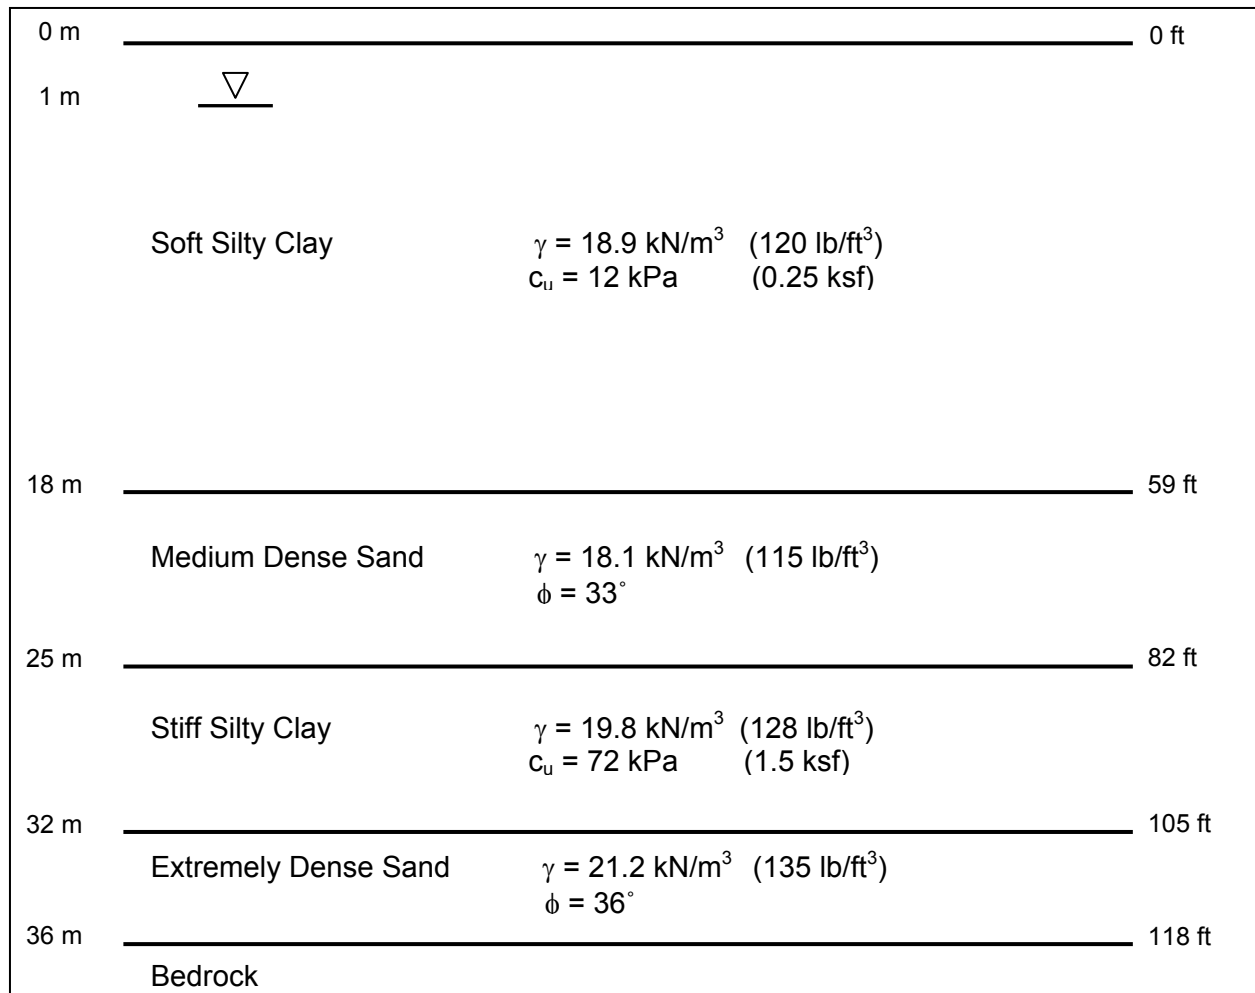 0 m 0 ft
1 m
Soft Silty Clay γ = 18.9 kN/m³ (120 lb/ft³)
cᵤ = 12 kPa (0.25 ksf)
18 m 59 ft
Medium Dense Sand γ = 18.1 kN/m³ (115 lb/ft³)
ϕ = 33˚
25 m 82 ft
Stiff Silty Clay γ = 19.8 kN/m³ (128 lb/ft³)
cᵤ = 72 kPa (1.5 ksf)
32 m 105 ft
Extremely Dense Sand γ = 21.2 kN/m³ (135 lb/ft³)
ϕ = 36˚
36 m 118 ft
Bedrock